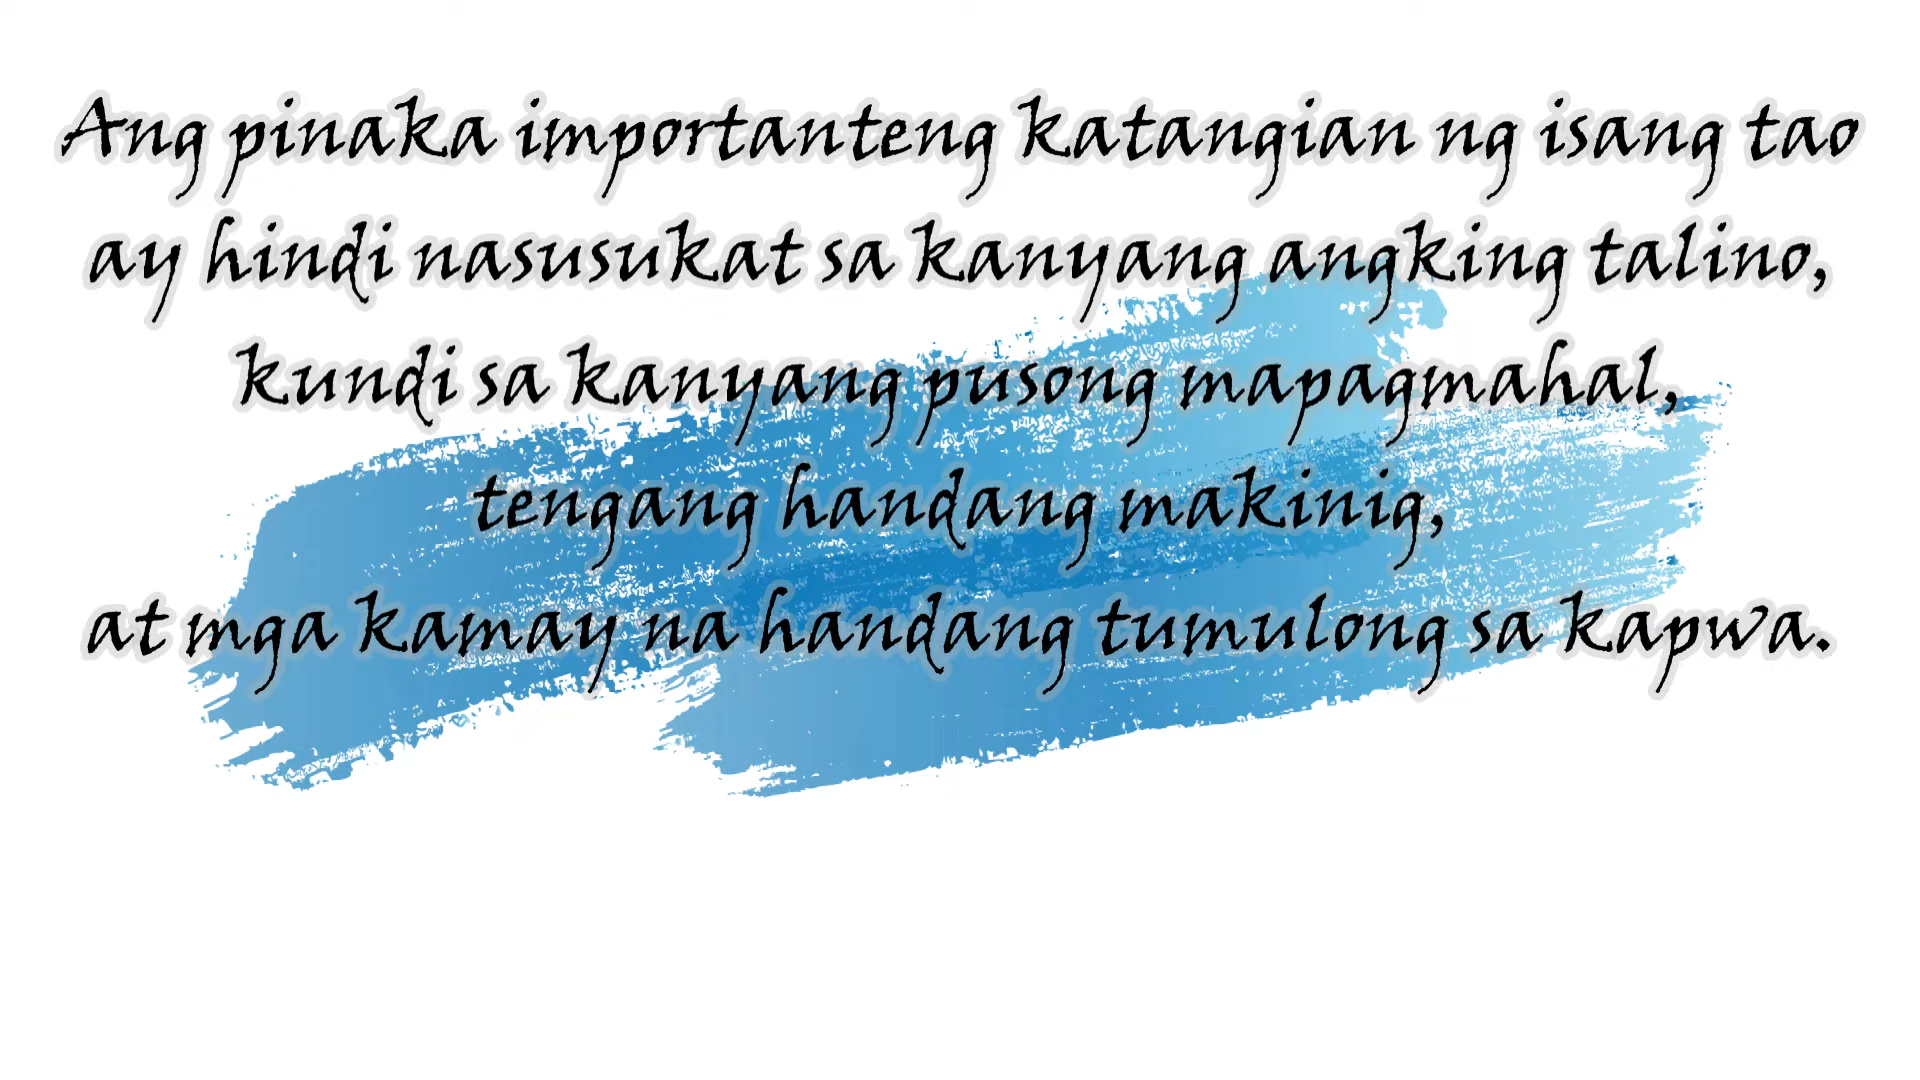 Ang pinaka importanteng katangian ng isang tao
ay hindi nasusukat sa kanyang angking talino,
kundi sa kanyang pusong mapagmahal,
tengang handang makinig,
at mga kamay na handang tumulong sa kapwa.